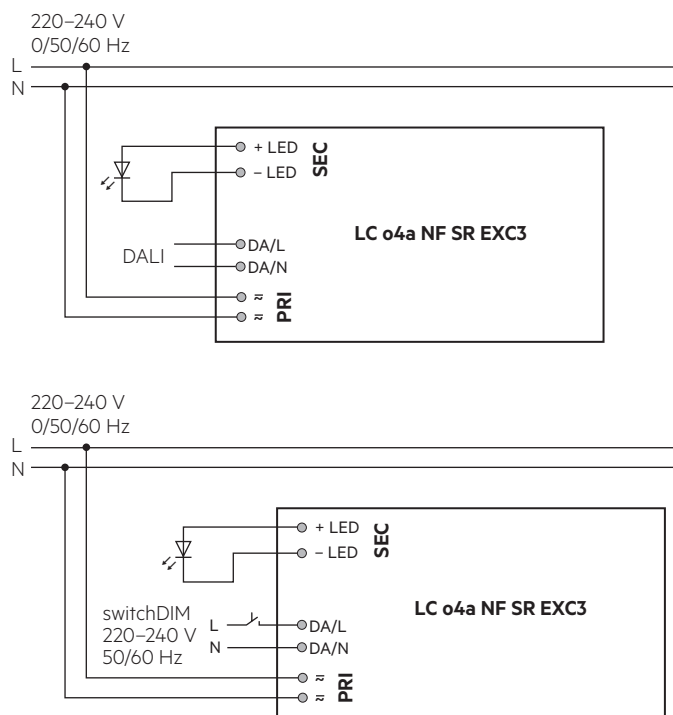 220–240 V
0/50/60 Hz
L
N
+ LED
– LED
SEC
LC o4a NF SR EXC3
DALI
DA/L
DA/N
PRI
220–240 V
0/50/60 Hz
L
N
+ LED
– LED
SEC
LC o4a NF SR EXC3
switchDIM
220–240 V
50/60 Hz
L
N
DA/L
DA/N
PRI